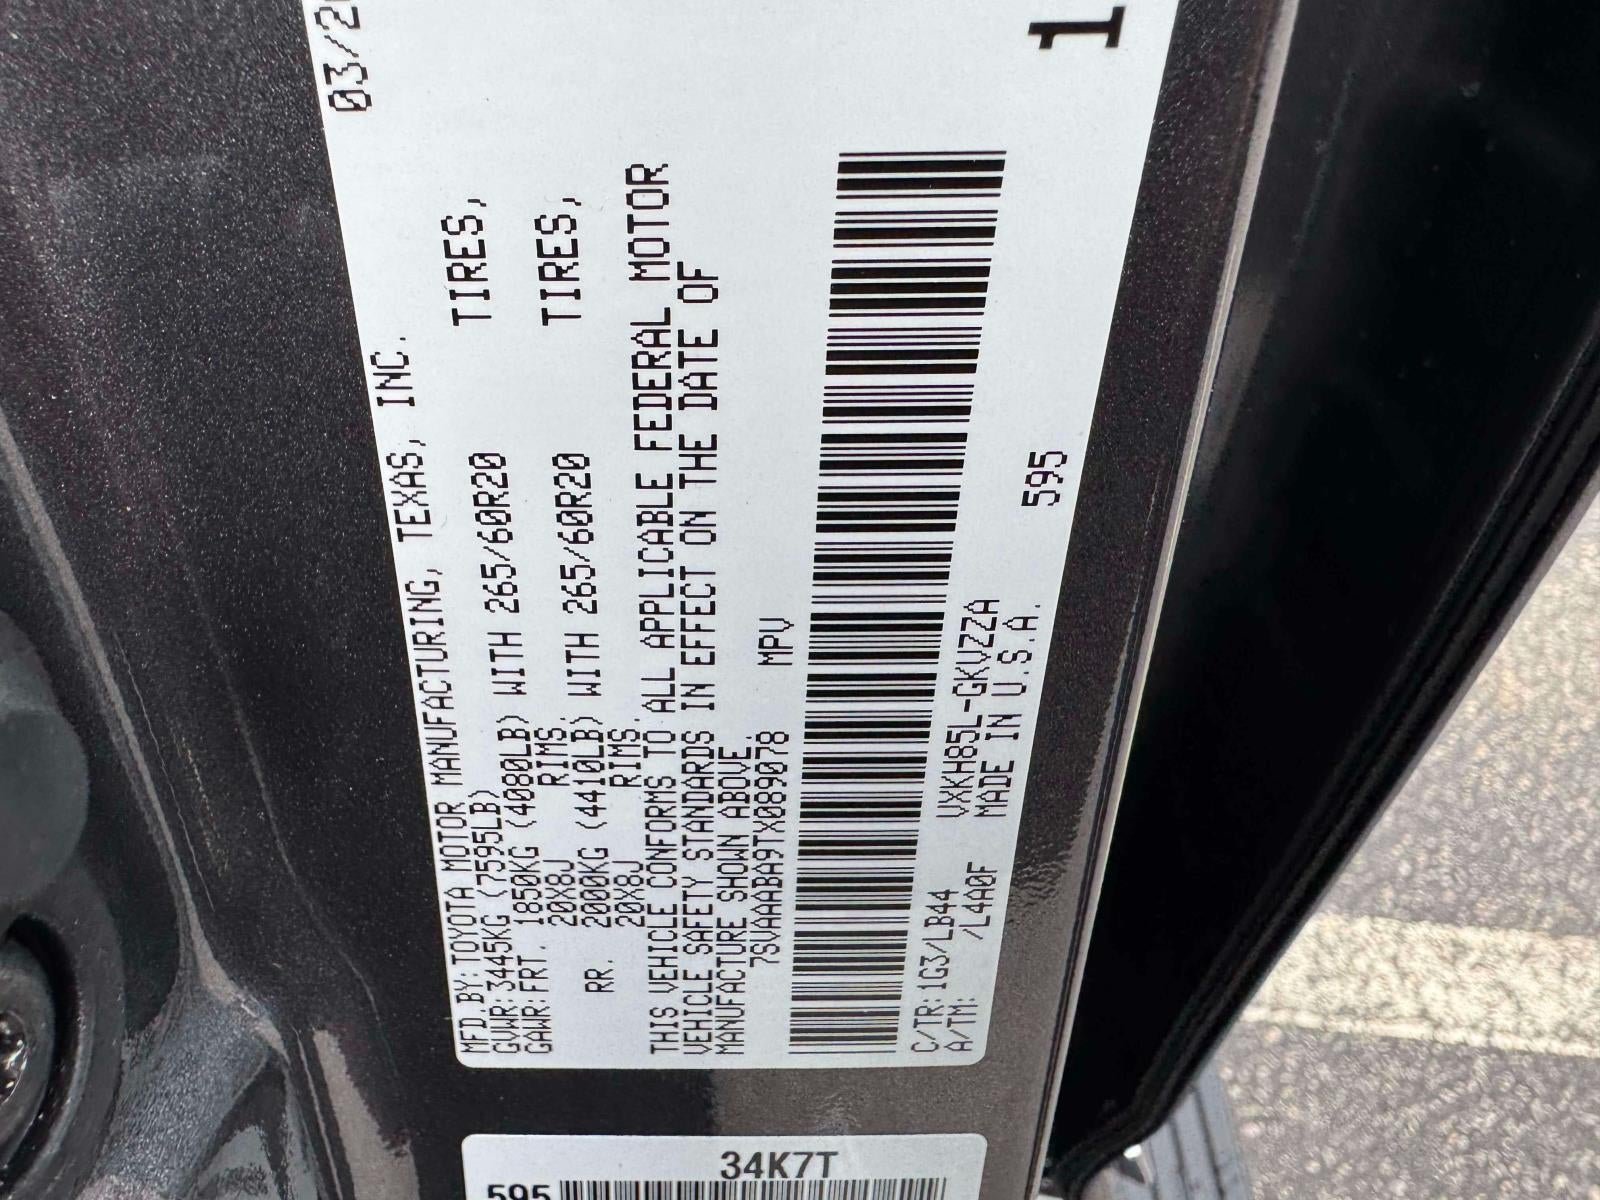 MFD.BY:TOYOTA MOTOR MANUFACTURING, TEXAS, INC. 03/2
GVWR:3445KG (7595LB)
GAWR:FRT. 1850KG (4080LB) WITH 265/60R20 TIRES,
20X8J RIMS.
RR. 2000KG (4410LB) WITH 265/60R20 TIRES,
20X8J RIMS.
THIS VEHICLE CONFORMS TO ALL APPLICABLE FEDERAL MOTOR
VEHICLE SAFETY STANDARDS IN EFFECT ON THE DATE OF
MANUFACTURE SHOWN ABOVE.
7SVAAABA9TX089078 MPV
C/TR:1G3/LB44 VXKH85L-GKVZZA
A/TM: /L4A0F MADE IN U.S.A.
595
1
34K7T
595